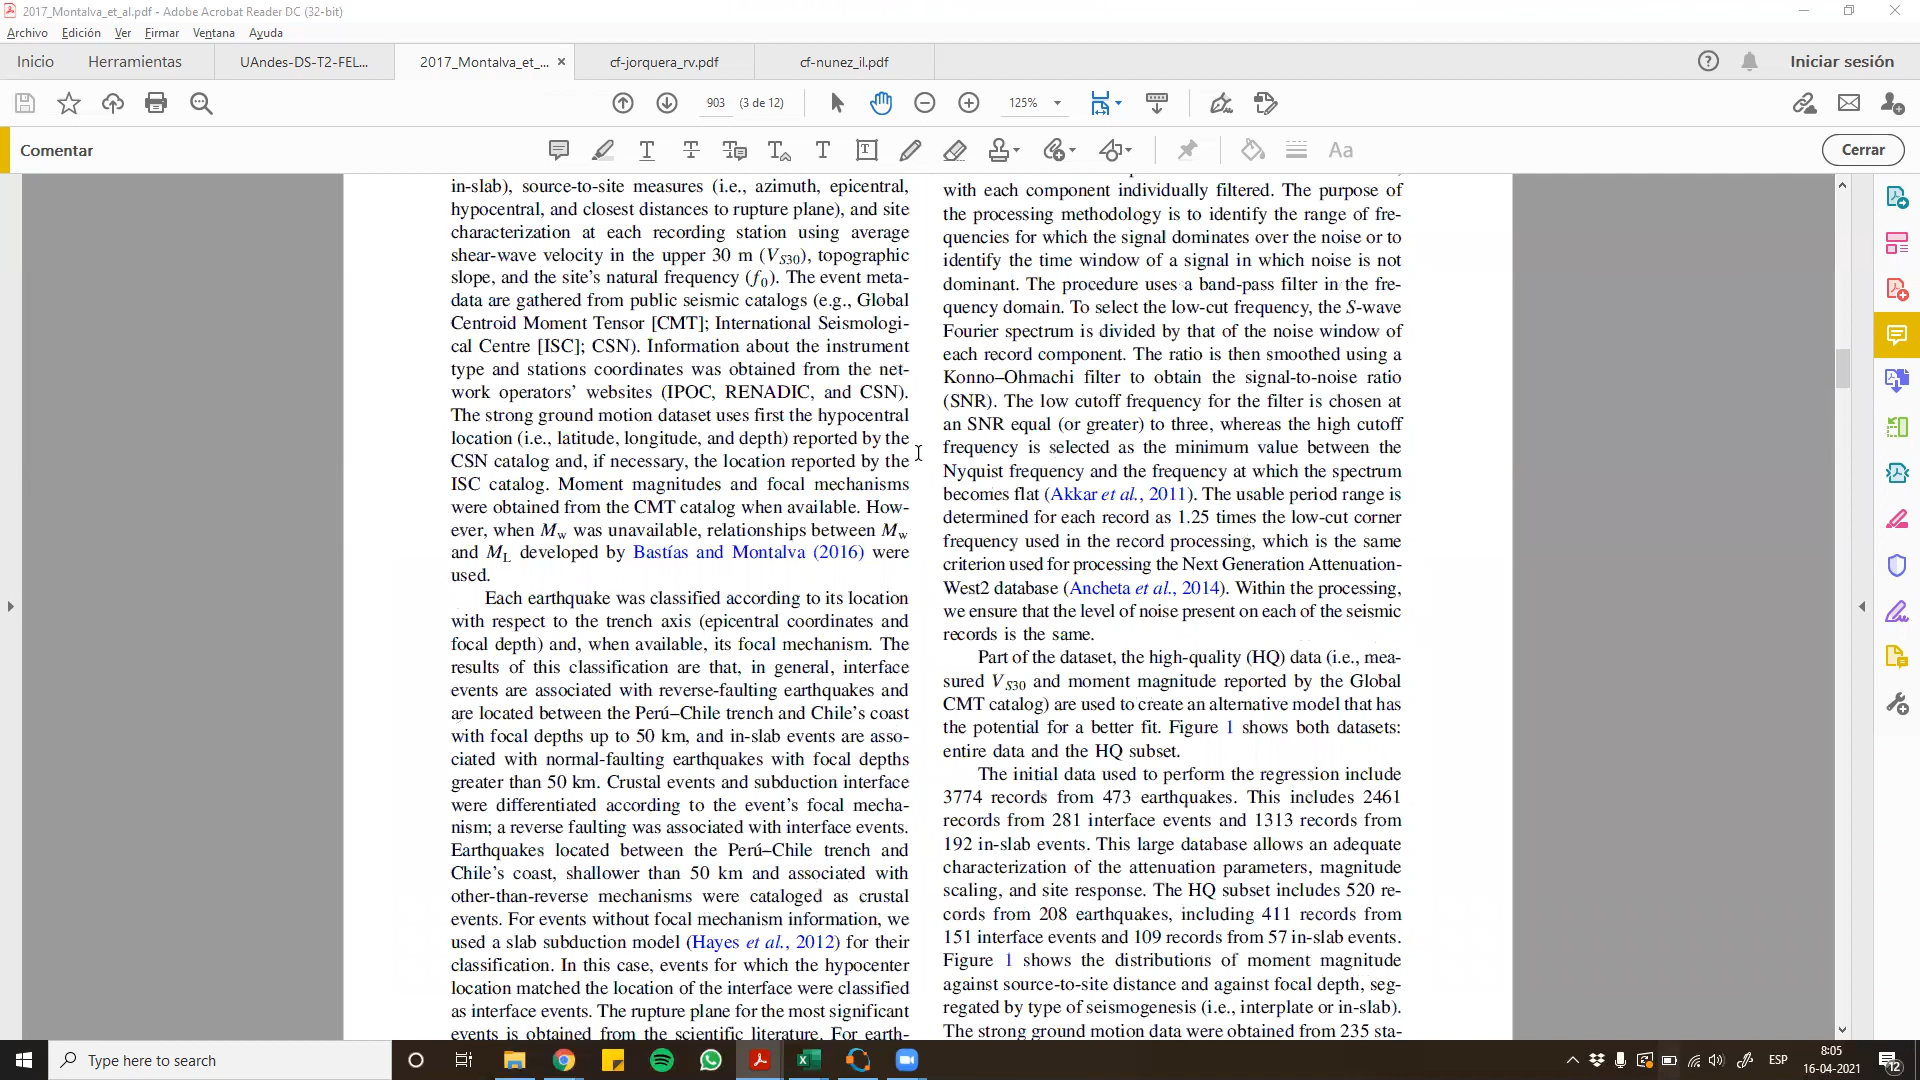 2017_Montalva_et_al.pdf - Adobe Acrobat Reader DC (32-bit)
Archivo Edición Ver Firmar Ventana Ayuda
Inicio Herramientas UAndes-DS-T2-FEL... 2017_Montalva_et_... × cf-jorquera_rv.pdf cf-nunez_il.pdf Iniciar sesión
903 (3 de 12) 125%
Comentar Cerrar
in-slab), source-to-site measures (i.e., azimuth, epicentral,
hypocentral, and closest distances to rupture plane), and site
characterization at each recording station using average
shear-wave velocity in the upper 30 m (VS30), topographic
slope, and the site's natural frequency (f0). The event meta-
data are gathered from public seismic catalogs (e.g., Global
Centroid Moment Tensor [CMT]; International Seismologi-
cal Centre [ISC]; CSN). Information about the instrument
type and stations coordinates was obtained from the net-
work operators' websites (IPOC, RENADIC, and CSN).
The strong ground motion dataset uses first the hypocentral
location (i.e., latitude, longitude, and depth) reported by the
CSN catalog and, if necessary, the location reported by the
ISC catalog. Moment magnitudes and focal mechanisms
were obtained from the CMT catalog when available. How-
ever, when Mw was unavailable, relationships between Mw
and ML developed by Bastías and Montalva (2016) were
used.
Each earthquake was classified according to its location
with respect to the trench axis (epicentral coordinates and
focal depth) and, when available, its focal mechanism. The
results of this classification are that, in general, interface
events are associated with reverse-faulting earthquakes and
are located between the Perú–Chile trench and Chile's coast
with focal depths up to 50 km, and in-slab events are asso-
ciated with normal-faulting earthquakes with focal depths
greater than 50 km. Crustal events and subduction interface
were differentiated according to the event's focal mecha-
nism; a reverse faulting was associated with interface events.
Earthquakes located between the Perú–Chile trench and
Chile's coast, shallower than 50 km and associated with
other-than-reverse mechanisms were cataloged as crustal
events. For events without focal mechanism information, we
used a slab subduction model (Hayes et al., 2012) for their
classification. In this case, events for which the hypocenter
location matched the location of the interface were classified
as interface events. The rupture plane for the most significant
events is obtained from the scientific literature. For earth-
with each component individually filtered. The purpose of
the processing methodology is to identify the range of fre-
quencies for which the signal dominates over the noise or to
identify the time window of a signal in which noise is not
dominant. The procedure uses a band-pass filter in the fre-
quency domain. To select the low-cut frequency, the S-wave
Fourier spectrum is divided by that of the noise window of
each record component. The ratio is then smoothed using a
Konno–Ohmachi filter to obtain the signal-to-noise ratio
(SNR). The low cutoff frequency for the filter is chosen at
an SNR equal (or greater) to three, whereas the high cutoff
frequency is selected as the minimum value between the
Nyquist frequency and the frequency at which the spectrum
becomes flat (Akkar et al., 2011). The usable period range is
determined for each record as 1.25 times the low-cut corner
frequency used in the record processing, which is the same
criterion used for processing the Next Generation Attenuation-
West2 database (Ancheta et al., 2014). Within the processing,
we ensure that the level of noise present on each of the seismic
records is the same.
Part of the dataset, the high-quality (HQ) data (i.e., mea-
sured VS30 and moment magnitude reported by the Global
CMT catalog) are used to create an alternative model that has
the potential for a better fit. Figure 1 shows both datasets:
entire data and the HQ subset.
The initial data used to perform the regression include
3774 records from 473 earthquakes. This includes 2461
records from 281 interface events and 1313 records from
192 in-slab events. This large database allows an adequate
characterization of the attenuation parameters, magnitude
scaling, and site response. The HQ subset includes 520 re-
cords from 208 earthquakes, including 411 records from
151 interface events and 109 records from 57 in-slab events.
Figure 1 shows the distributions of moment magnitude
against source-to-site distance and against focal depth, seg-
regated by type of seismogenesis (i.e., interplate or in-slab).
The strong ground motion data were obtained from 235 sta-
Type here to search
ESP
8:05
16-04-2021
12